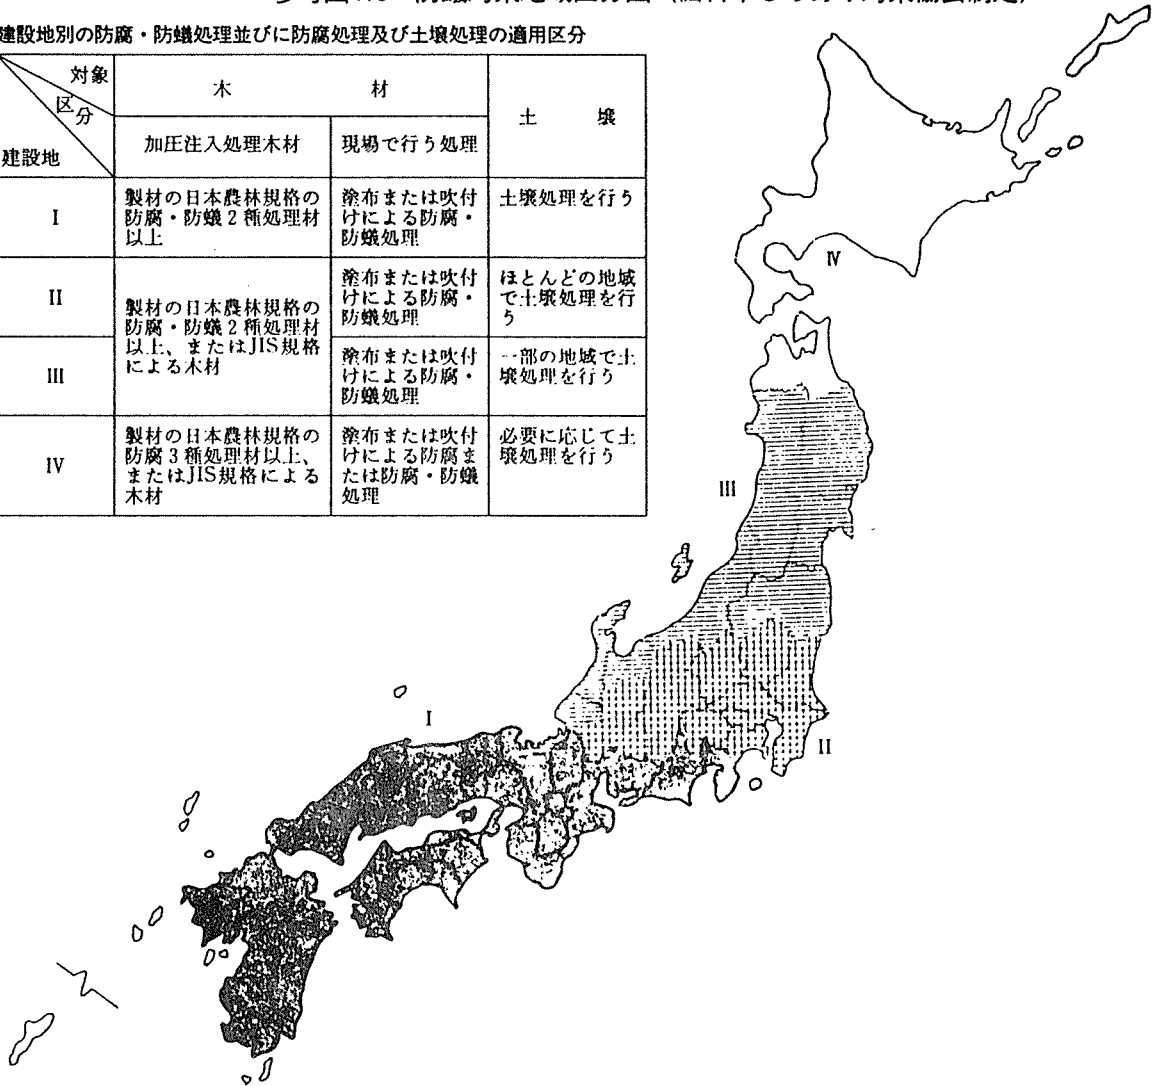 建設地別の防腐・防蟻処理並びに防腐処理及び土壌処理の適用区分
対象
区分
建設地
木 材
土 壌
加圧注入処理木材
現場で行う処理
I
製材の日本農林規格の
防腐・防蟻2種処理材
以上
塗布または吹付
けによる防腐・
防蟻処理
土壌処理を行う
II
製材の日本農林規格の
防腐・防蟻2種処理材
以上、またはJIS規格
による木材
塗布または吹付
けによる防腐・
防蟻処理
ほとんどの地域
で土壌処理を行
う
III
塗布または吹付
けによる防腐・
防蟻処理
一部の地域で土
壌処理を行う
IV
製材の日本農林規格の
防腐3種処理材以上、
またはJIS規格による
木材
塗布または吹付
けによる防腐ま
たは防腐・防蟻
処理
必要に応じて土
壌処理を行う
IV
III
I
II